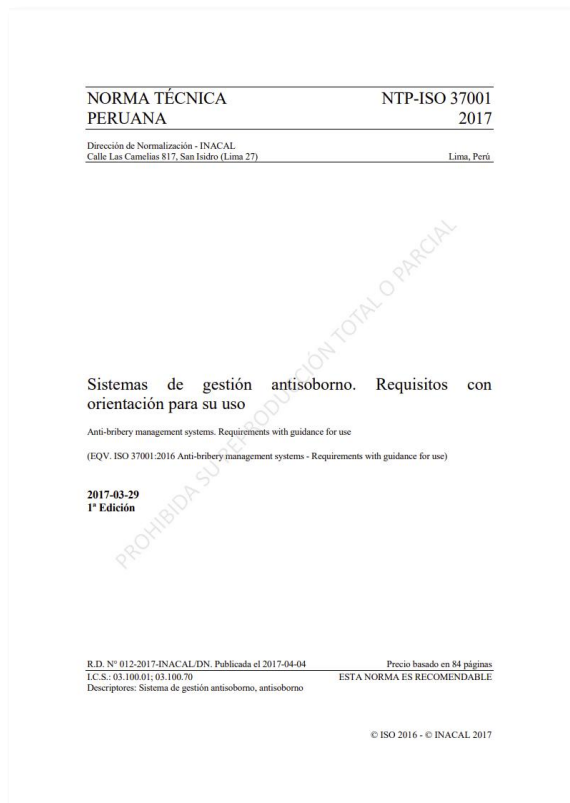 NORMA TÉCNICA NTP-ISO 37001
PERUANA 2017
Dirección de Normalización - INACAL
Calle Las Camelias 817, San Isidro (Lima 27) Lima, Perú
PROHIBIDA SU REPRODUCCIÓN TOTAL O PARCIAL
Sistemas de gestión antisoborno. Requisitos con
orientación para su uso
Anti-bribery management systems. Requirements with guidance for use
(EQV. ISO 37001:2016 Anti-bribery management systems - Requirements with guidance for use)
2017-03-29
1ª Edición
R.D. N° 012-2017-INACAL/DN. Publicada el 2017-04-04 Precio basado en 84 páginas
I.C.S.: 03.100.01; 03.100.70 ESTA NORMA ES RECOMENDABLE
Descriptores: Sistema de gestión antisoborno, antisoborno
© ISO 2016 - © INACAL 2017